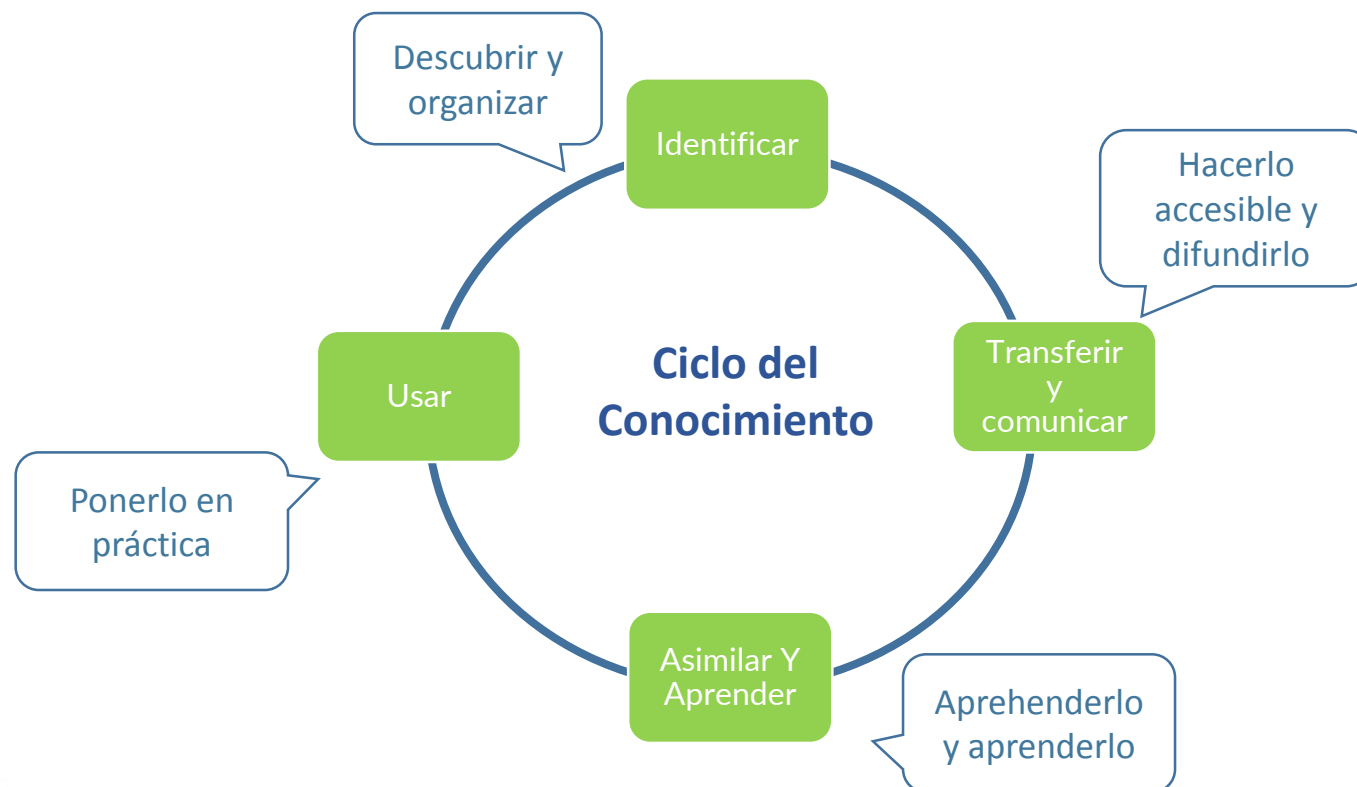 Descubrir y
organizar
Identificar
Hacerlo
accesible y
difundirlo
Transferir
y
comunicar
Ciclo del
Conocimiento
Usar
Ponerlo en
práctica
Asimilar Y
Aprender
Aprehenderlo
y aprenderlo